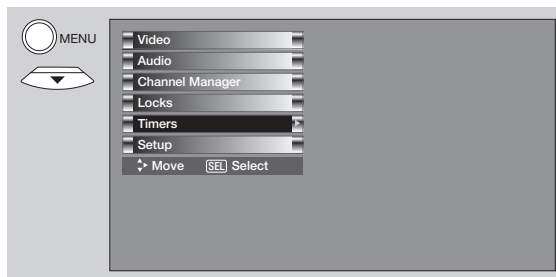 MENU
Video
Audio
Channel Manager
Locks
Timers
Setup
Move SEL Select